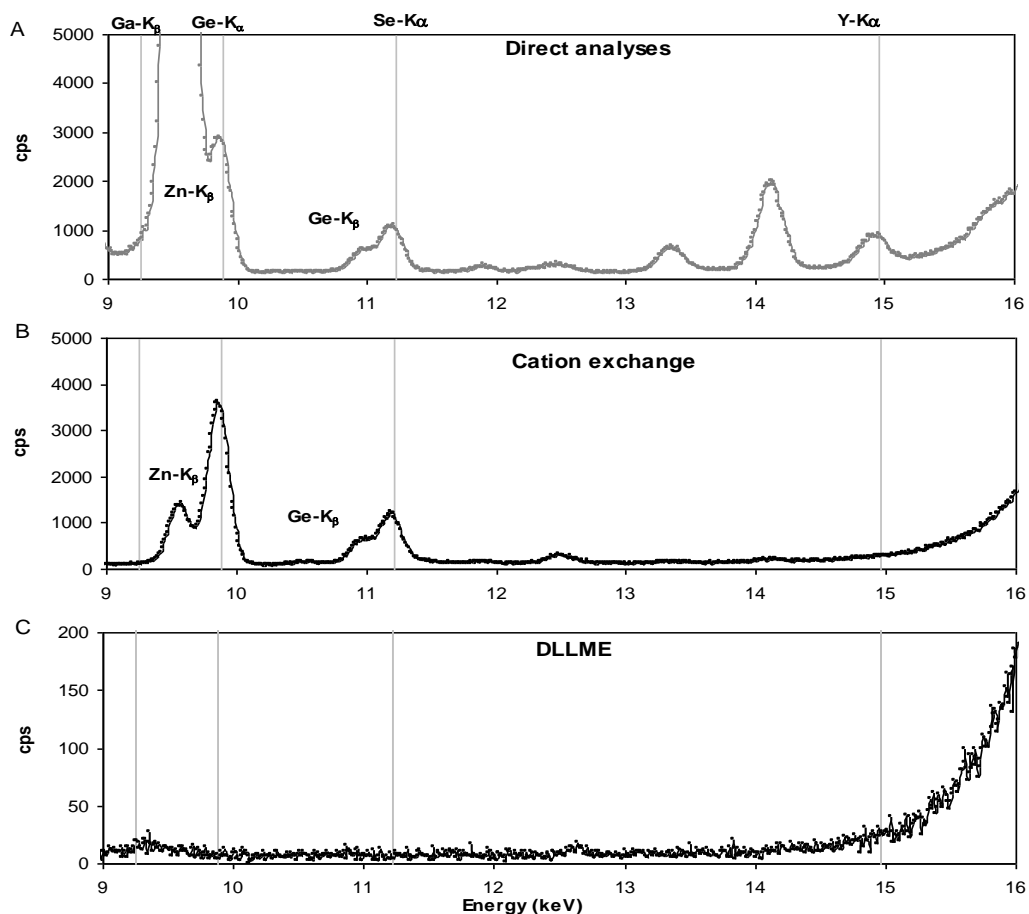 Ga-Kβ Ge-Kα Se-Kα Y-Kα
A
Direct analyses
5000
4000
3000
2000
1000
0
cps
Zn-Kβ
Ge-Kβ
9 10 11 12 13 14 15 16
B
Cation exchange
5000
4000
3000
2000
1000
0
cps
Zn-Kβ
Ge-Kβ
9 10 11 12 13 14 15 16
C
DLLME
200
150
100
50
0
cps
9 10 11 12 13 14 15 16
Energy (keV)